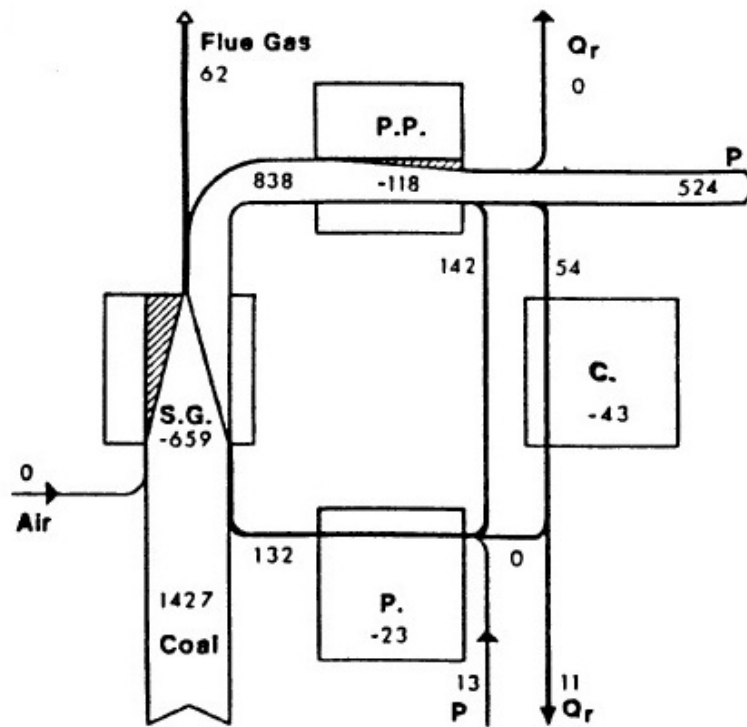 Flue Gas
62
Qr
0
P.P.
P
838
-118
524
142
54
S.G.
-659
C.
-43
0
Air
132
0
1427
P.
Coal
-23
13
11
P
Qr